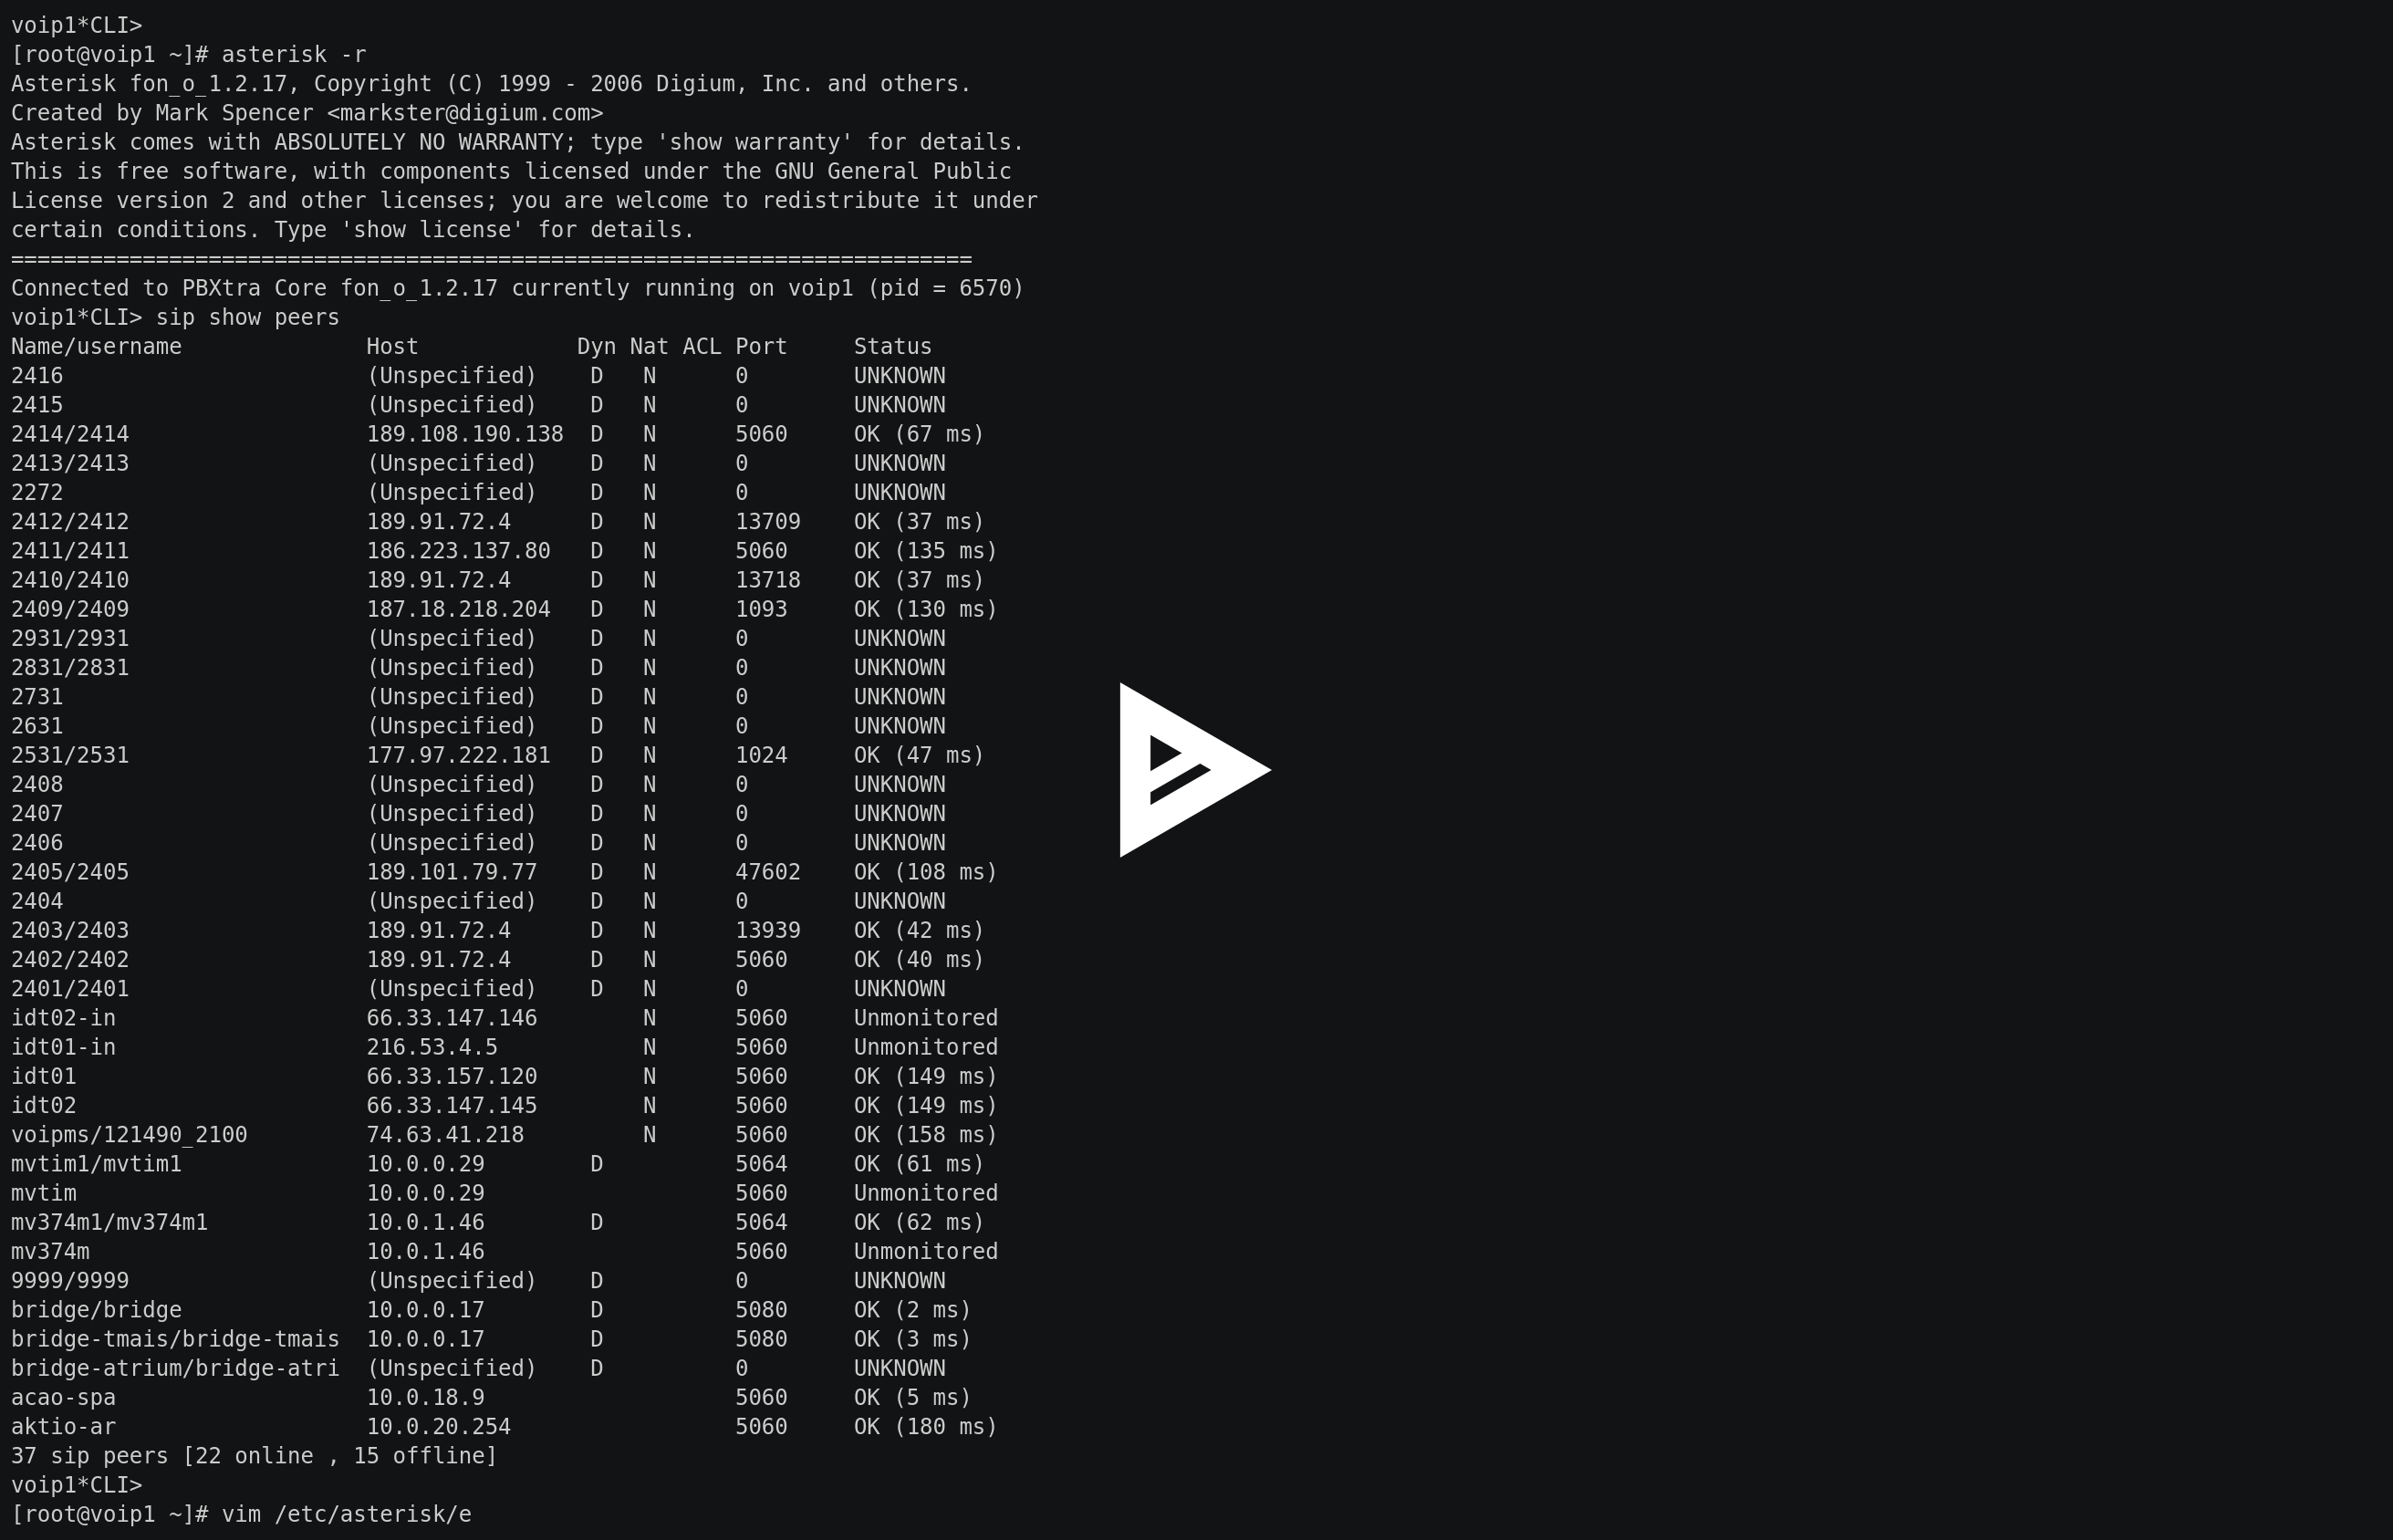 voip1*CLI>
[root@voip1 ~]# asterisk -r
Asterisk fon_o_1.2.17, Copyright (C) 1999 - 2006 Digium, Inc. and others.
Created by Mark Spencer <markster@digium.com>
Asterisk comes with ABSOLUTELY NO WARRANTY; type 'show warranty' for details.
This is free software, with components licensed under the GNU General Public
License version 2 and other licenses; you are welcome to redistribute it under
certain conditions. Type 'show license' for details.
=========================================================================
Connected to PBXtra Core fon_o_1.2.17 currently running on voip1 (pid = 6570)
voip1*CLI> sip show peers
Name/username              Host            Dyn Nat ACL Port     Status
2416                       (Unspecified)    D   N      0        UNKNOWN
2415                       (Unspecified)    D   N      0        UNKNOWN
2414/2414                  189.108.190.138  D   N      5060     OK (67 ms)
2413/2413                  (Unspecified)    D   N      0        UNKNOWN
2272                       (Unspecified)    D   N      0        UNKNOWN
2412/2412                  189.91.72.4      D   N      13709    OK (37 ms)
2411/2411                  186.223.137.80   D   N      5060     OK (135 ms)
2410/2410                  189.91.72.4      D   N      13718    OK (37 ms)
2409/2409                  187.18.218.204   D   N      1093     OK (130 ms)
2931/2931                  (Unspecified)    D   N      0        UNKNOWN
2831/2831                  (Unspecified)    D   N      0        UNKNOWN
2731                       (Unspecified)    D   N      0        UNKNOWN
2631                       (Unspecified)    D   N      0        UNKNOWN
2531/2531                  177.97.222.181   D   N      1024     OK (47 ms)
2408                       (Unspecified)    D   N      0        UNKNOWN
2407                       (Unspecified)    D   N      0        UNKNOWN
2406                       (Unspecified)    D   N      0        UNKNOWN
2405/2405                  189.101.79.77    D   N      47602    OK (108 ms)
2404                       (Unspecified)    D   N      0        UNKNOWN
2403/2403                  189.91.72.4      D   N      13939    OK (42 ms)
2402/2402                  189.91.72.4      D   N      5060     OK (40 ms)
2401/2401                  (Unspecified)    D   N      0        UNKNOWN
idt02-in                   66.33.147.146        N      5060     Unmonitored
idt01-in                   216.53.4.5           N      5060     Unmonitored
idt01                      66.33.157.120        N      5060     OK (149 ms)
idt02                      66.33.147.145        N      5060     OK (149 ms)
voipms/121490_2100         74.63.41.218         N      5060     OK (158 ms)
mvtim1/mvtim1              10.0.0.29        D          5064     OK (61 ms)
mvtim                      10.0.0.29                   5060     Unmonitored
mv374m1/mv374m1            10.0.1.46        D          5064     OK (62 ms)
mv374m                     10.0.1.46                   5060     Unmonitored
9999/9999                  (Unspecified)    D          0        UNKNOWN
bridge/bridge              10.0.0.17        D          5080     OK (2 ms)
bridge-tmais/bridge-tmais  10.0.0.17        D          5080     OK (3 ms)
bridge-atrium/bridge-atri  (Unspecified)    D          0        UNKNOWN
acao-spa                   10.0.18.9                   5060     OK (5 ms)
aktio-ar                   10.0.20.254                 5060     OK (180 ms)
37 sip peers [22 online , 15 offline]
voip1*CLI>
[root@voip1 ~]# vim /etc/asterisk/e